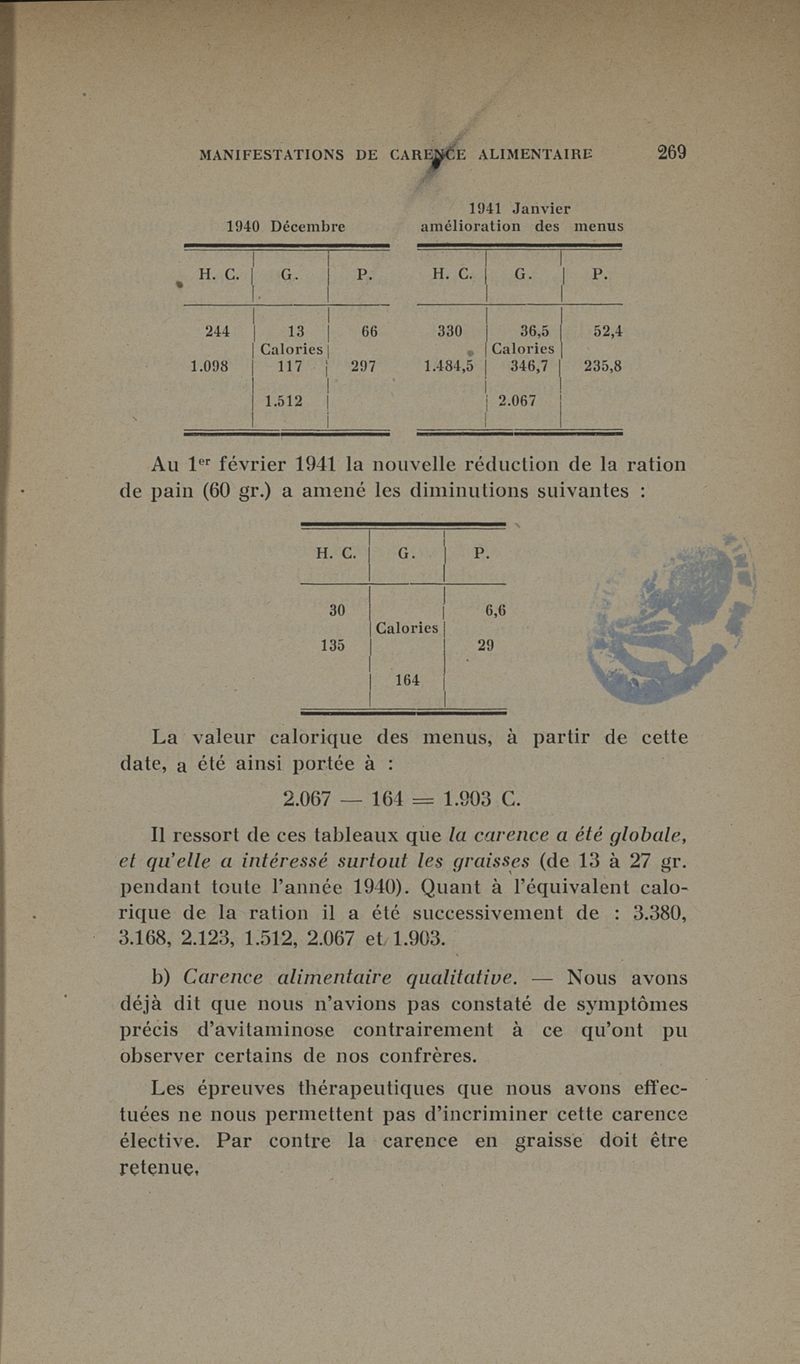 MANIFESTATIONS DE CARENCE ALIMENTAIRE 269
1940 Décembre
H. C. G. P.
244 13 66
Calories
1.098 117 297
1.512
1941 Janvier
amélioration des menus
H. C. G. P.
330 36,5 52,4
Calories
1.484,5 346,7 235,8
2.067
Au 1er février 1941 la nouvelle réduction de la ration
de pain (60 gr.) a amené les diminutions suivantes :
H. C. G. P.
30 6,6
Calories
135 29
164
La valeur calorique des menus, à partir de cette
date, a été ainsi portée à :
2.067 — 164 = 1.903 C.
Il ressort de ces tableaux que la carence a été globale,
et qu'elle a intéressé surtout les graisses (de 13 à 27 gr.
pendant toute l'année 1940). Quant à l'équivalent calo-
rique de la ration il a été successivement de : 3.380,
3.168, 2.123, 1.512, 2.067 et 1.903.
b) Carence alimentaire qualitative. — Nous avons
déjà dit que nous n'avions pas constaté de symptômes
précis d'avitaminose contrairement à ce qu'ont pu
observer certains de nos confrères.
Les épreuves thérapeutiques que nous avons effec-
tuées ne nous permettent pas d'incriminer cette carence
élective. Par contre la carence en graisse doit être
retenue,